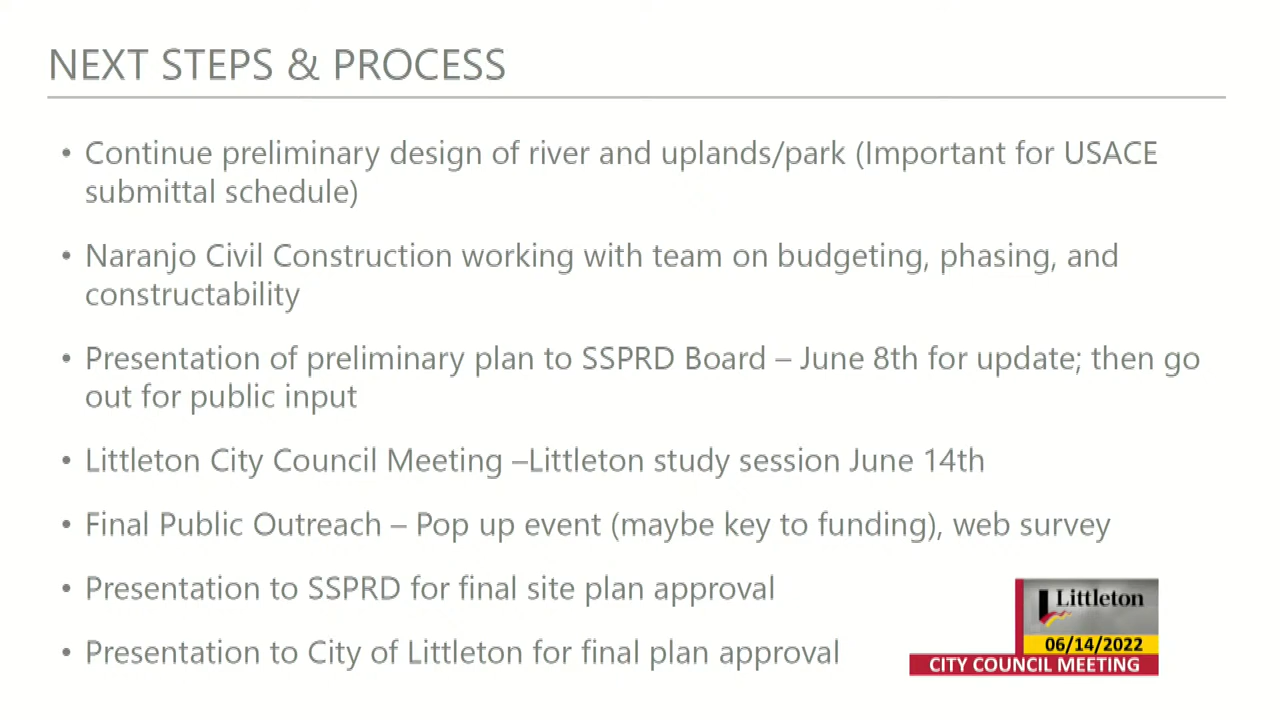 NEXT STEPS & PROCESS
• Continue preliminary design of river and uplands/park (Important for USACE
submittal schedule)
• Naranjo Civil Construction working with team on budgeting, phasing, and
constructability
• Presentation of preliminary plan to SSPRD Board – June 8th for update; then go
out for public input
• Littleton City Council Meeting –Littleton study session June 14th
• Final Public Outreach – Pop up event (maybe key to funding), web survey
• Presentation to SSPRD for final site plan approval
• Presentation to City of Littleton for final plan approval
Littleton
06/14/2022
CITY COUNCIL MEETING